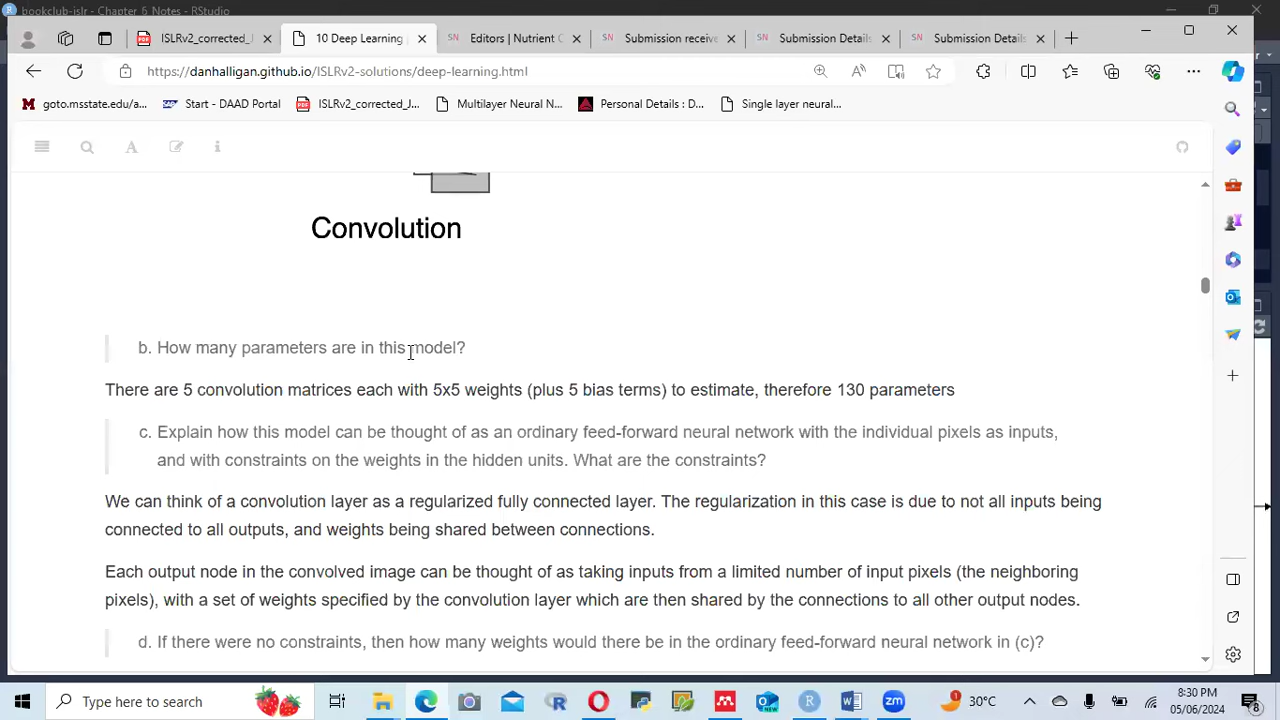 bookclub-islr - Chapter_5_Notes - RStudio
ISLRv2_corrected_J
10 Deep Learning
Editors | Nutrient C
Submission receive
Submission Details
Submission Details
https://danhalligan.github.io/ISLRv2-solutions/deep-learning.html
goto.msstate.edu/a...
Start - DAAD Portal
ISLRv2_corrected_J...
Multilayer Neural N...
Personal Details : D...
Single layer neural...
Convolution
b. How many parameters are in this model?
There are 5 convolution matrices each with 5x5 weights (plus 5 bias terms) to estimate, therefore 130 parameters
c. Explain how this model can be thought of as an ordinary feed-forward neural network with the individual pixels as inputs,
and with constraints on the weights in the hidden units. What are the constraints?
We can think of a convolution layer as a regularized fully connected layer. The regularization in this case is due to not all inputs being
connected to all outputs, and weights being shared between connections.
Each output node in the convolved image can be thought of as taking inputs from a limited number of input pixels (the neighboring
pixels), with a set of weights specified by the convolution layer which are then shared by the connections to all other output nodes.
d. If there were no constraints, then how many weights would there be in the ordinary feed-forward neural network in (c)?
Type here to search
30°C
8:30 PM
05/06/2024